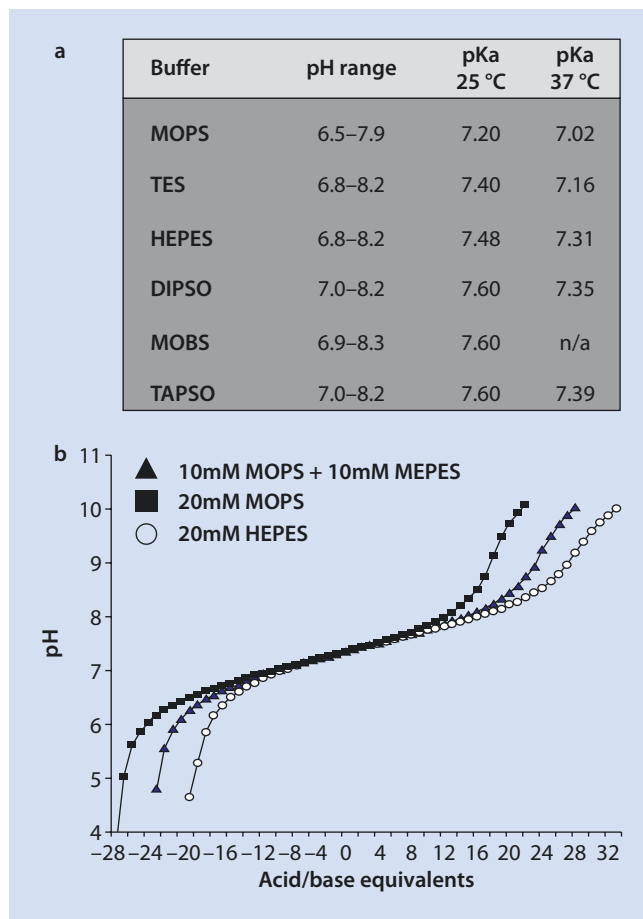 a
Buffer pH range pKa 25 °C pKa 37 °C
MOPS 6.5–7.9 7.20 7.02
TES 6.8–8.2 7.40 7.16
HEPES 6.8–8.2 7.48 7.31
DIPSO 7.0–8.2 7.60 7.35
MOBS 6.9–8.3 7.60 n/a
TAPSO 7.0–8.2 7.60 7.39
b
10mM MOPS + 10mM MEPES
20mM MOPS
20mM HEPES
pH
11
10
9
8
7
6
5
4
–28 –24 –20 –16 –12 –8 –4 0 4 8 12 16 20 24 28 32
Acid/base equivalents